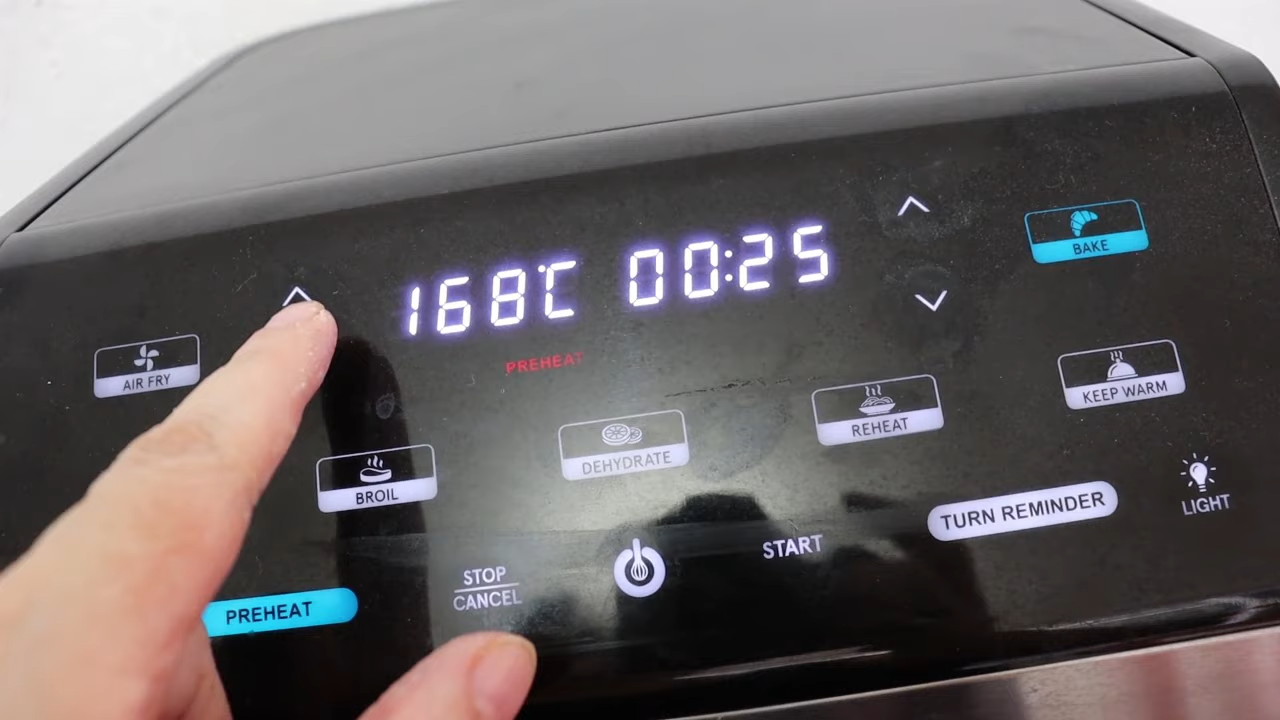 168°C 00:25
BAKE
PREHEAT
AIR FRY
KEEP WARM
REHEAT
DEHYDRATE
BROIL
TURN REMINDER
LIGHT
START
STOP
CANCEL
PREHEAT